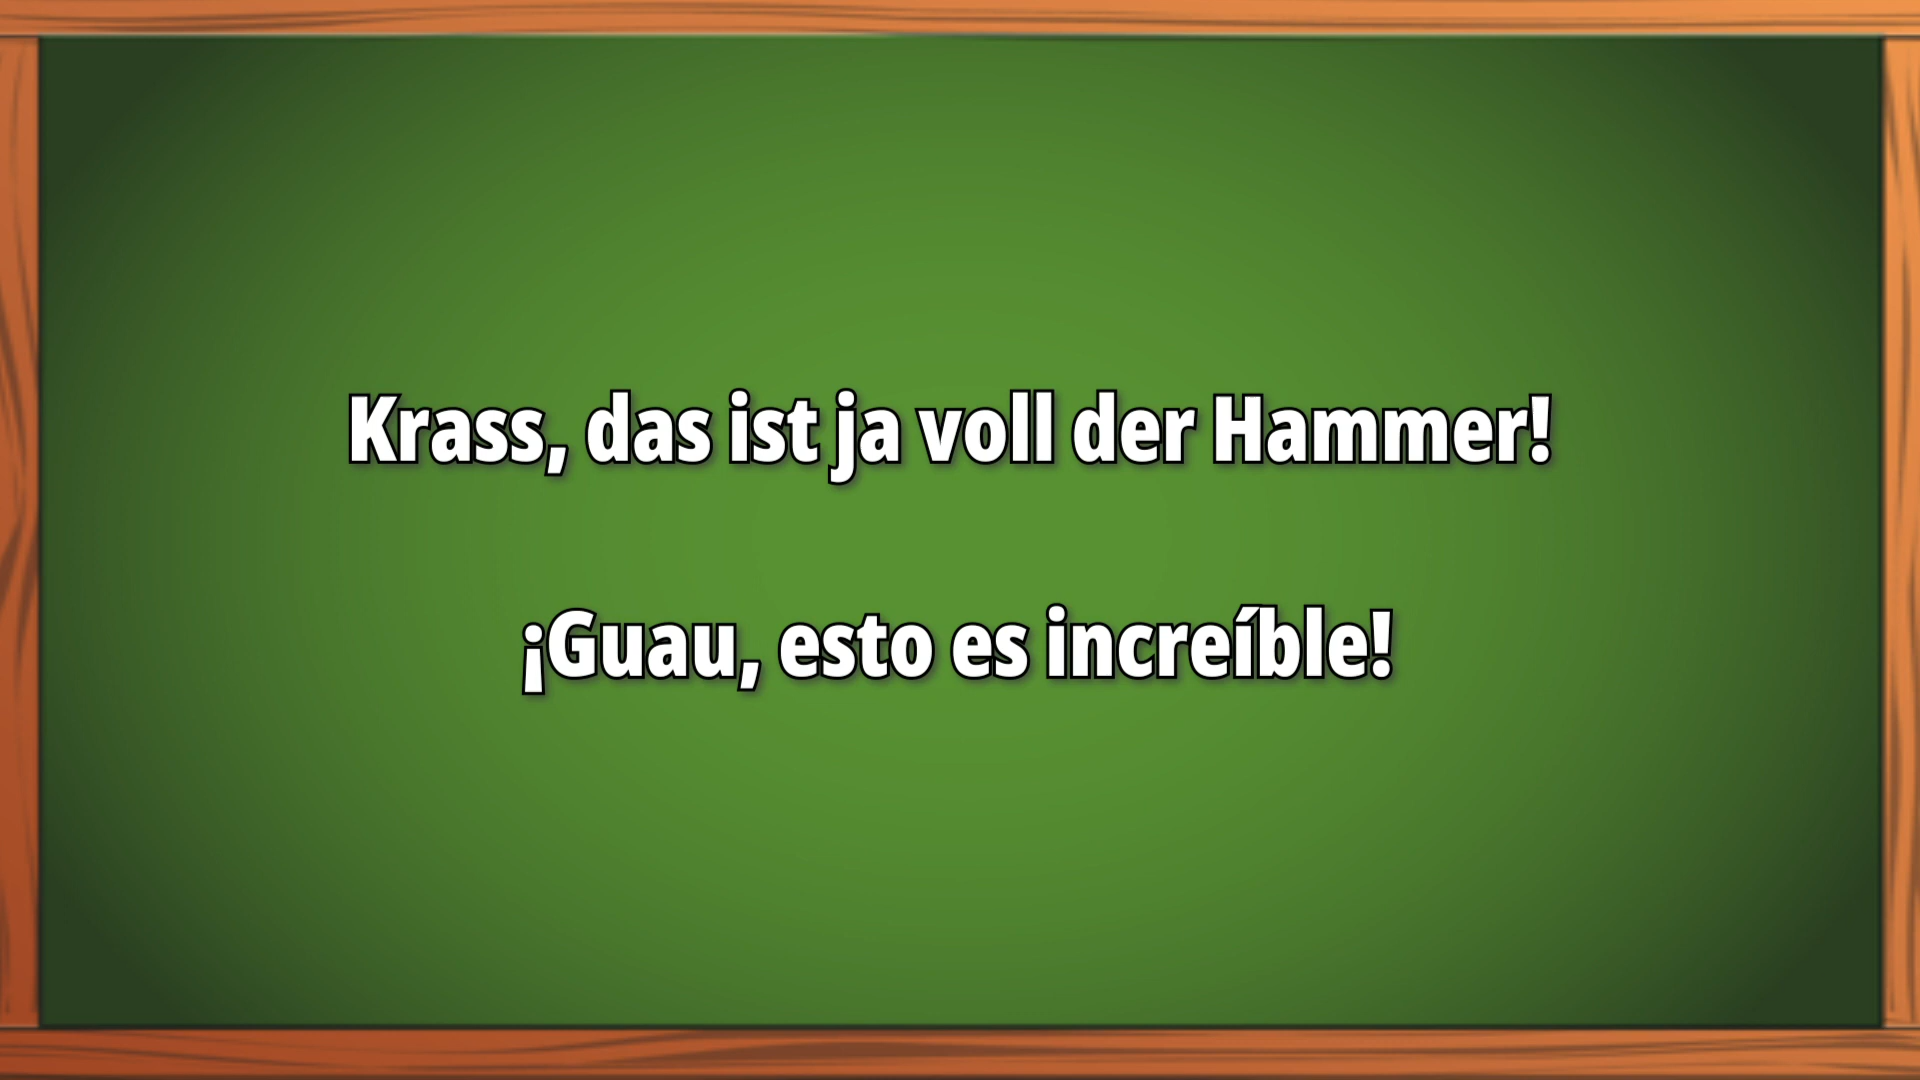 Krass, das ist ja voll der Hammer!
¡Guau, esto es increíble!